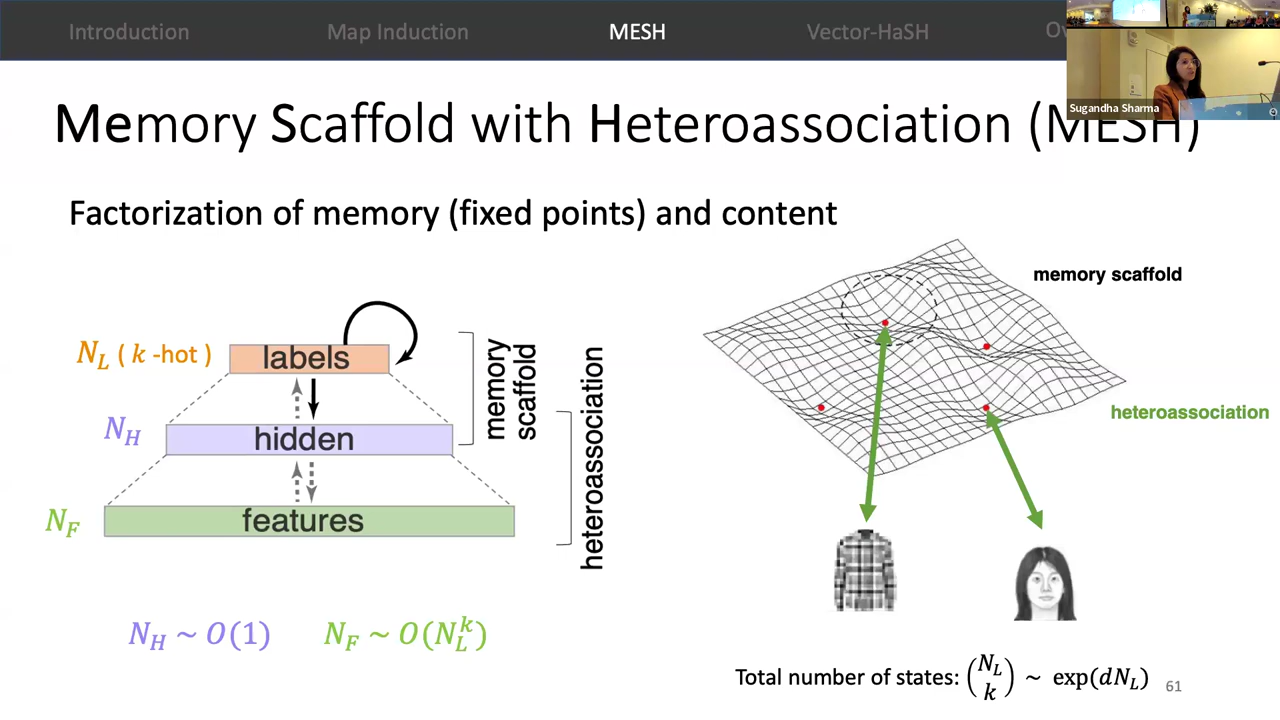 Introduction
Map Induction
MESH
Vector-HaSH
Sugandha Sharma
Memory Scaffold with Heteroassociation (MESH)
Factorization of memory (fixed points) and content
N_L ( k -hot )
labels
N_H
hidden
N_F
features
memory
scaffold
heteroassociation
memory scaffold
heteroassociation
N_H ~ O(1)
N_F ~ O(N_L^k)
Total number of states: (N_L k) ~ exp(dN_L)
61